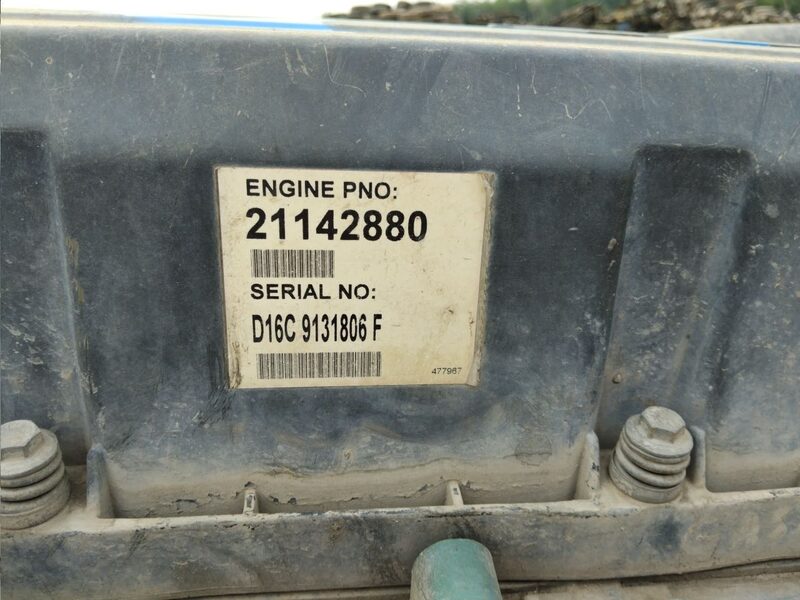 ENGINE PNO:
21142880
SERIAL NO:
D16C 9131806 F
477967